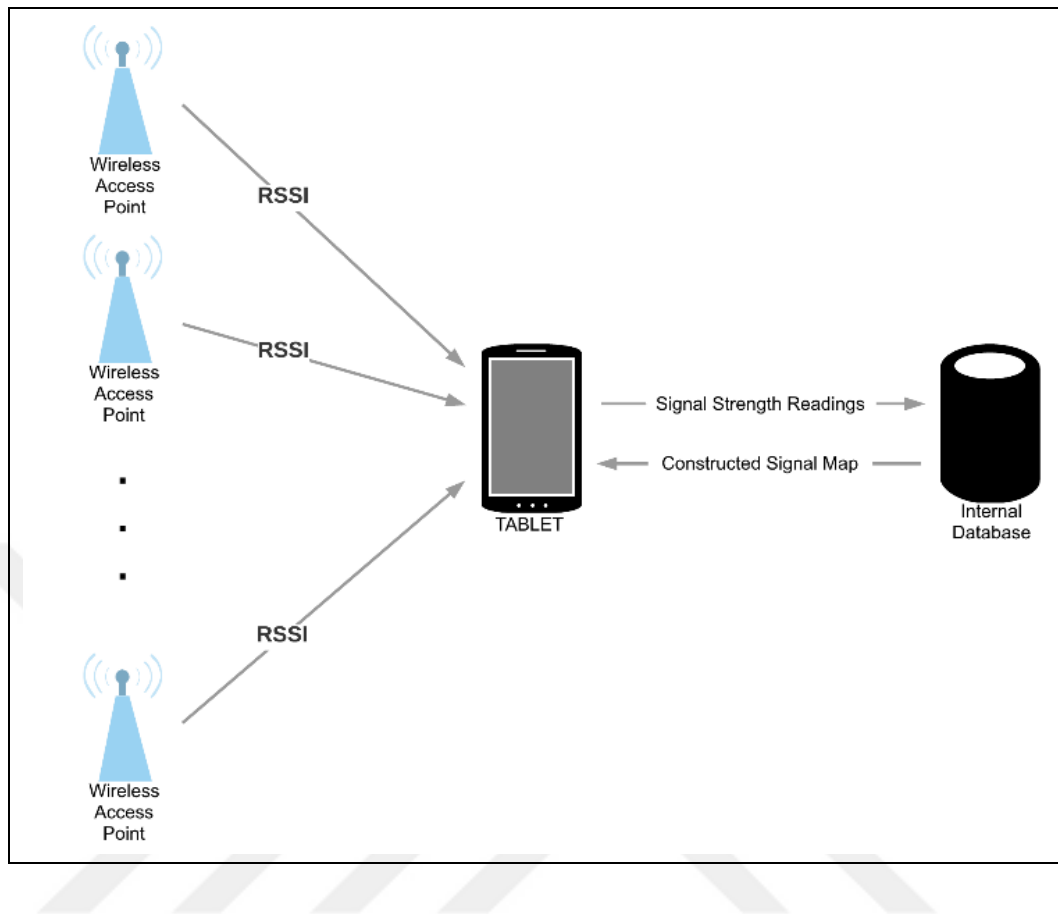 Wireless
Access
Point
RSSI
Wireless
Access
Point
RSSI
TABLET
Signal Strength Readings
Constructed Signal Map
Internal
Database
RSSI
Wireless
Access
Point